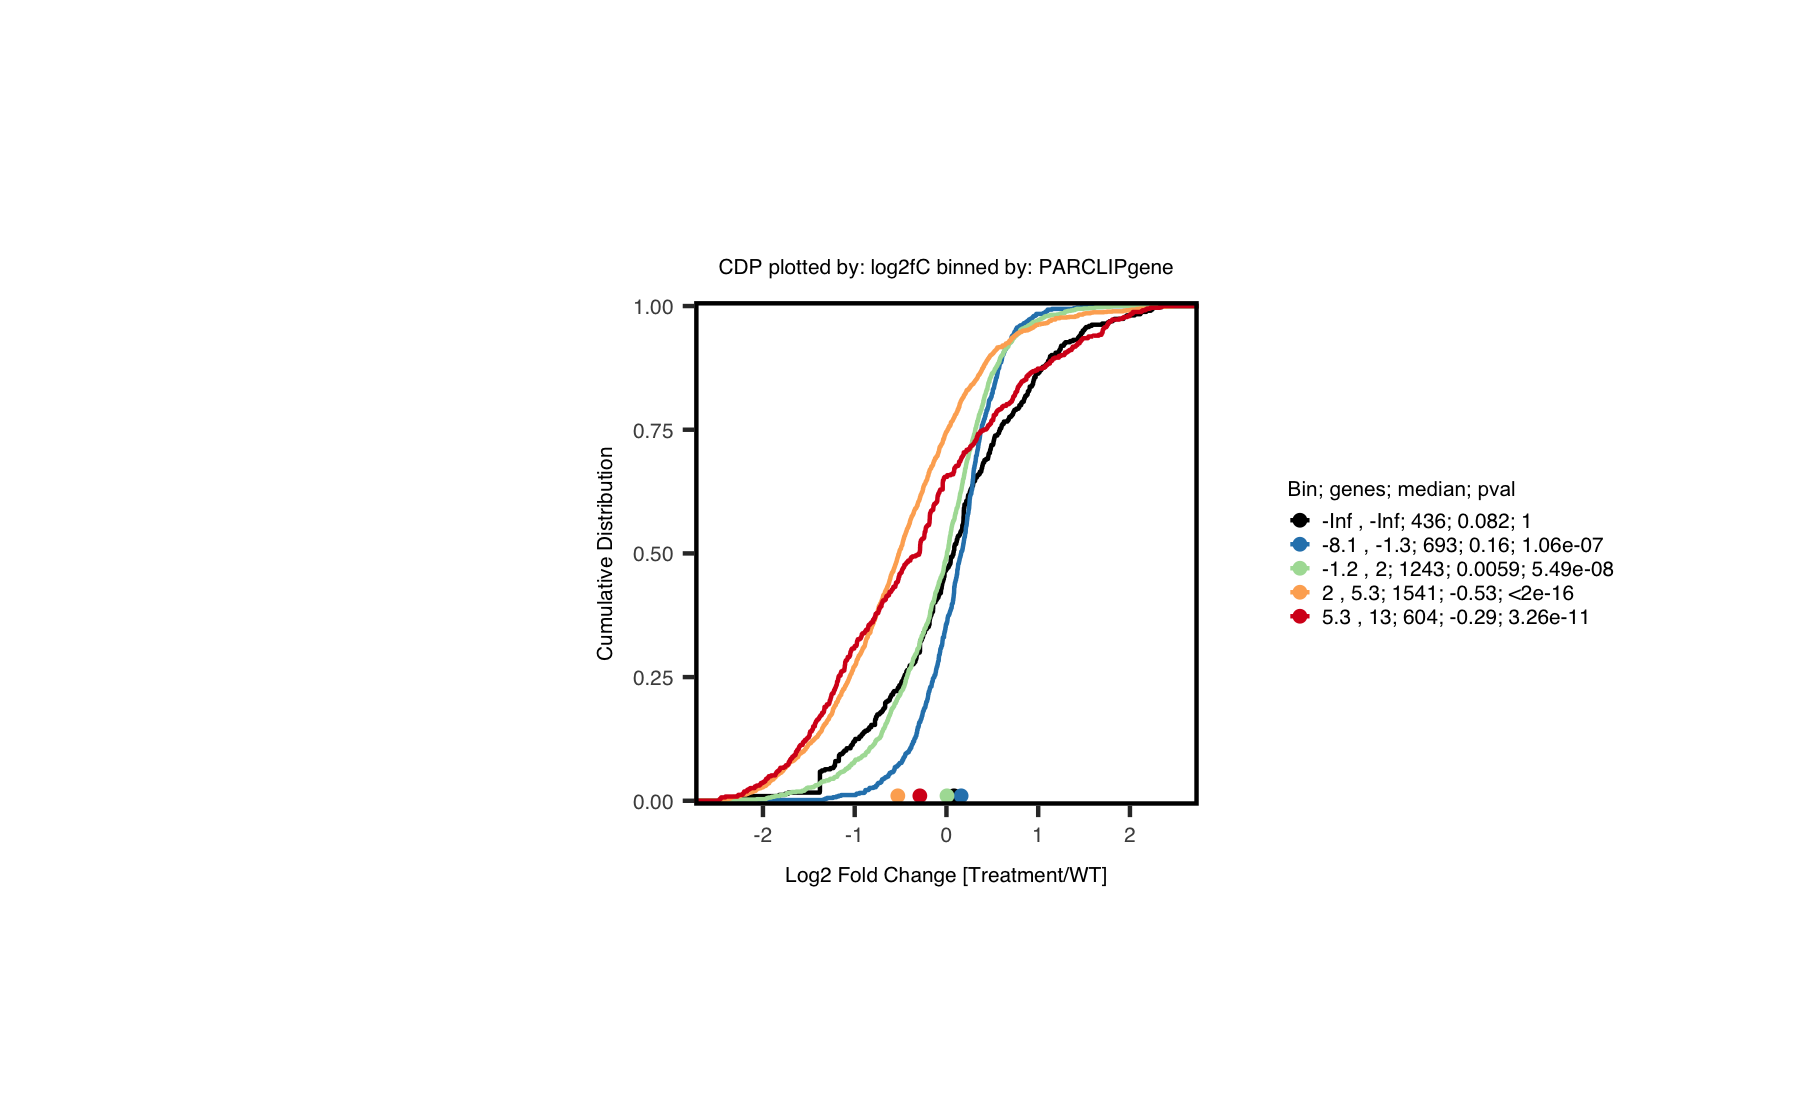 CDP plotted by: log2fC binned by: PARCLIPgene
1.00
0.75
0.50
0.25
0.00
Cumulative Distribution
-2 -1 0 1 2
Log2 Fold Change [Treatment/WT]
Bin; genes; median; pval
-Inf , -Inf; 436; 0.082; 1
-8.1 , -1.3; 693; 0.16; 1.06e-07
-1.2 , 2; 1243; 0.0059; 5.49e-08
2 , 5.3; 1541; -0.53; <2e-16
5.3 , 13; 604; -0.29; 3.26e-11